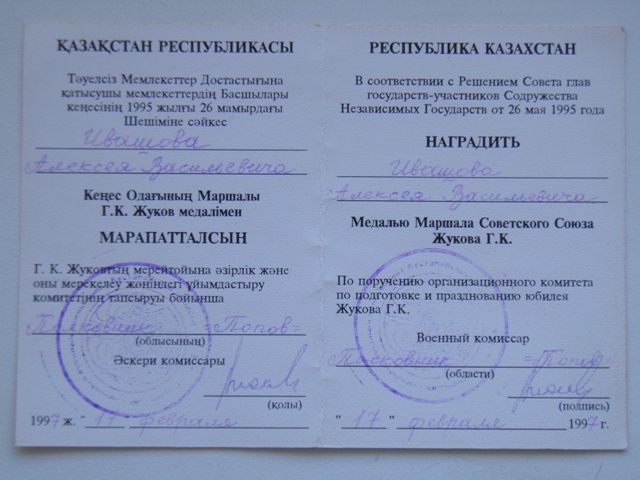 ҚАЗАҚСТАН РЕСПУБЛИКАСЫ
Тәуелсіз Мемлекеттер Достастығына
қатысушы мемлекеттердің Басшылары
кеңесінің 1995 жылғы 26 мамырдағы
Шешіміне сәйкес
Ивашова
Алексея Васильевича
Кеңес Одағының Маршалы
Г.К. Жуков медалімен
МАРАПАТТАЛСЫН
Г. К. Жуковтың мерейтойына әзірлік және
оны мерекелеу жөніндегі ұйымдастыру
комитетінің тапсыруы бойынша
Полковник =Попов=
(облысының)
Әскери комиссары
(қолы)
1997 ж. "17" февраля
РЕСПУБЛИКА КАЗАХСТАН
В соответствии с Решением Совета глав
государств-участников Содружества
Независимых Государств от 26 мая 1995 года
НАГРАДИТЬ
Ивашова
Алексея Васильевича
Медалью Маршала Советского Союза
Жукова Г.К.
По поручению организационного комитета
по подготовке и празднованию юбилея
Жукова Г.К.
Военный комиссар
Полковник =Попов=
(области)
(подпись)
"17" февраля 1997 г.